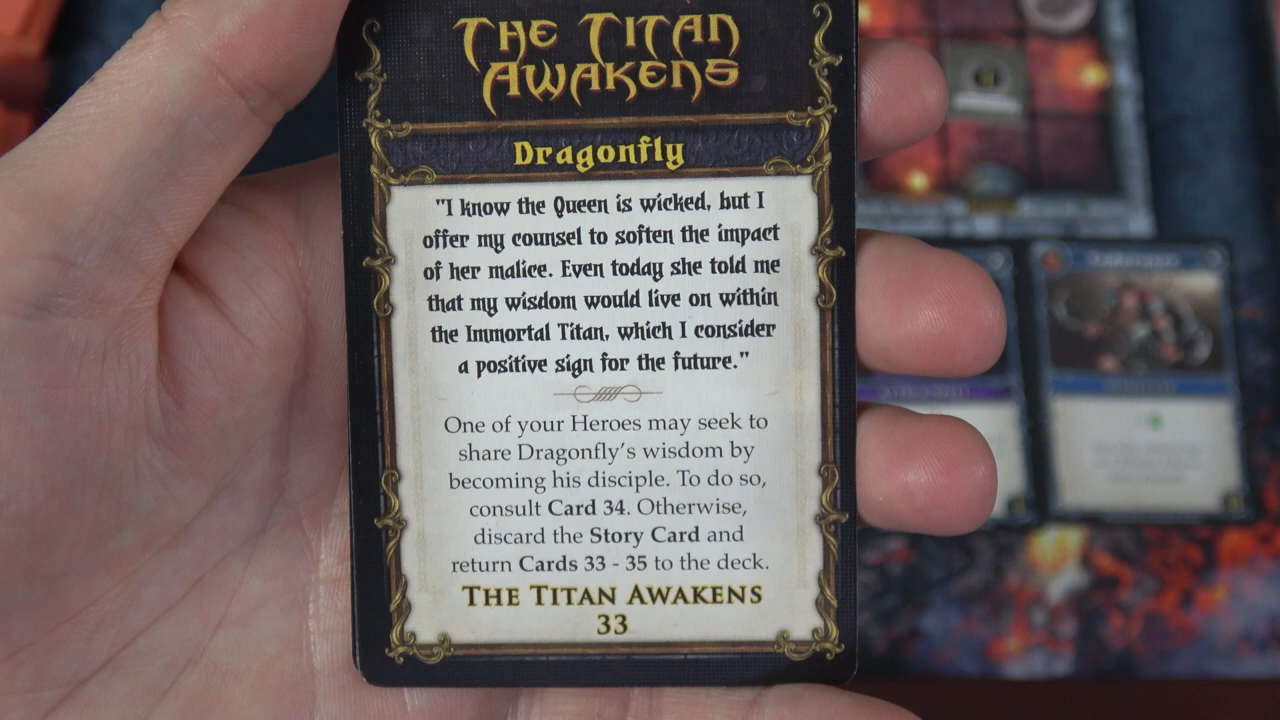 THE TITAN
AWAKENS
Dragonfly
"I know the Queen is wicked, but I
offer my counsel to soften the impact
of her malice. Even today she told me
that my wisdom would live on within
the Immortal Titan, which I consider
a positive sign for the future."
One of your Heroes may seek to
share Dragonfly's wisdom by
becoming his disciple. To do so,
consult Card 34. Otherwise,
discard the Story Card and
return Cards 33 - 35 to the deck.
THE TITAN AWAKENS
33